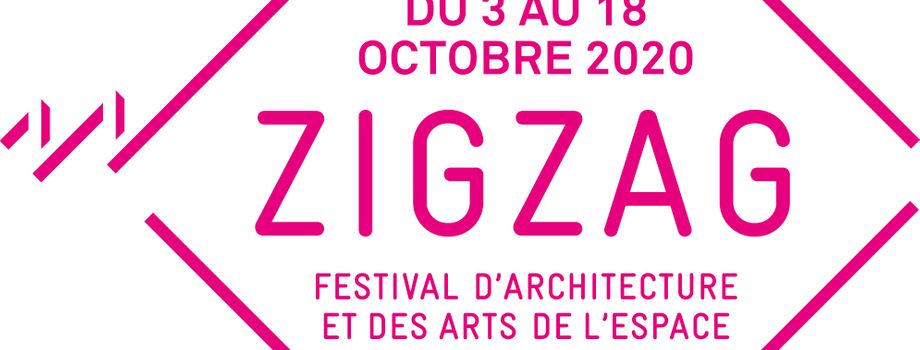 DU 3 AU 18
OCTOBRE 2020
ZIGZAG
FESTIVAL D'ARCHITECTURE
ET DES ARTS DE L'ESPACE